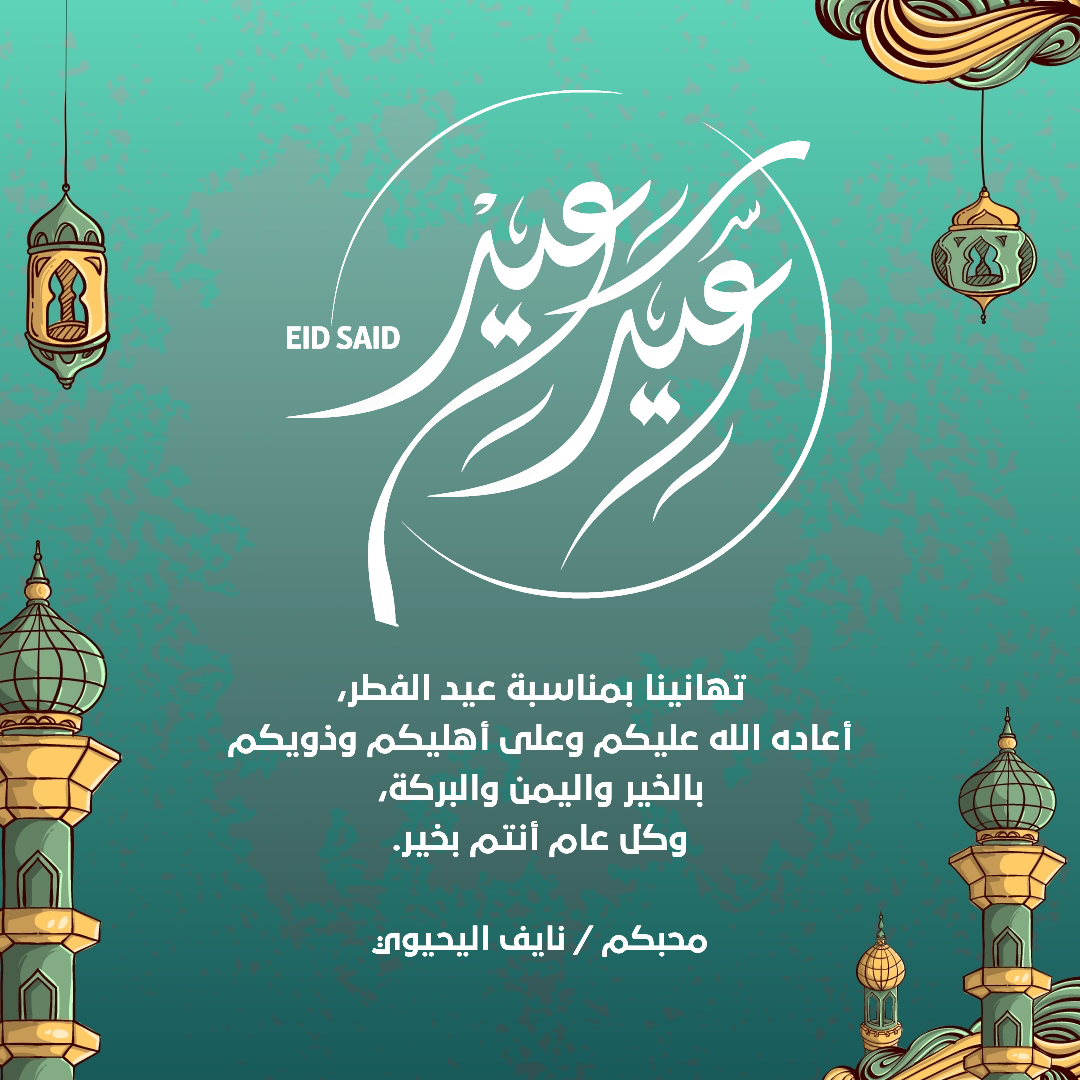 عيد سعيد
EID SAID
تهانينا بمناسبة عيد الفطر،
أعاده الله عليكم وعلى أهليكم وذويكم
بالخير واليمن والبركة،
وكل عام أنتم بخير.
محبكم / نايف اليحيوي